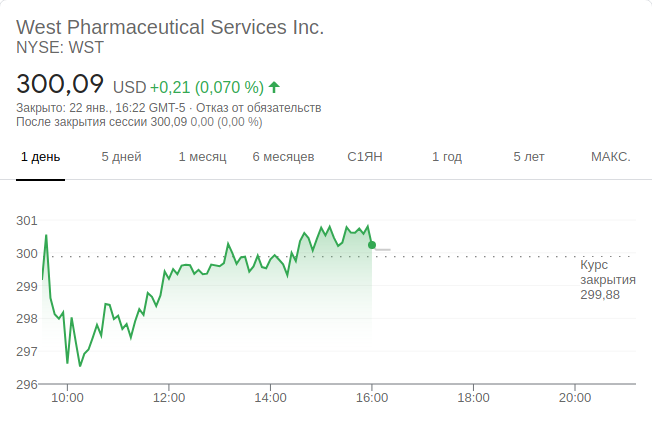 West Pharmaceutical Services Inc.
NYSE: WST
300,09 USD +0,21 (0,070 %)
Закрыто: 22 янв., 16:22 GMT-5 · Отказ от обязательств
После закрытия сессии 300,09 0,00 (0,00 %)
1 день 5 дней 1 месяц 6 месяцев С1ЯН 1 год 5 лет МАКС.
301
300
299
298
297
296
Курс
закрытия
299,88
10:00 12:00 14:00 16:00 18:00 20:00